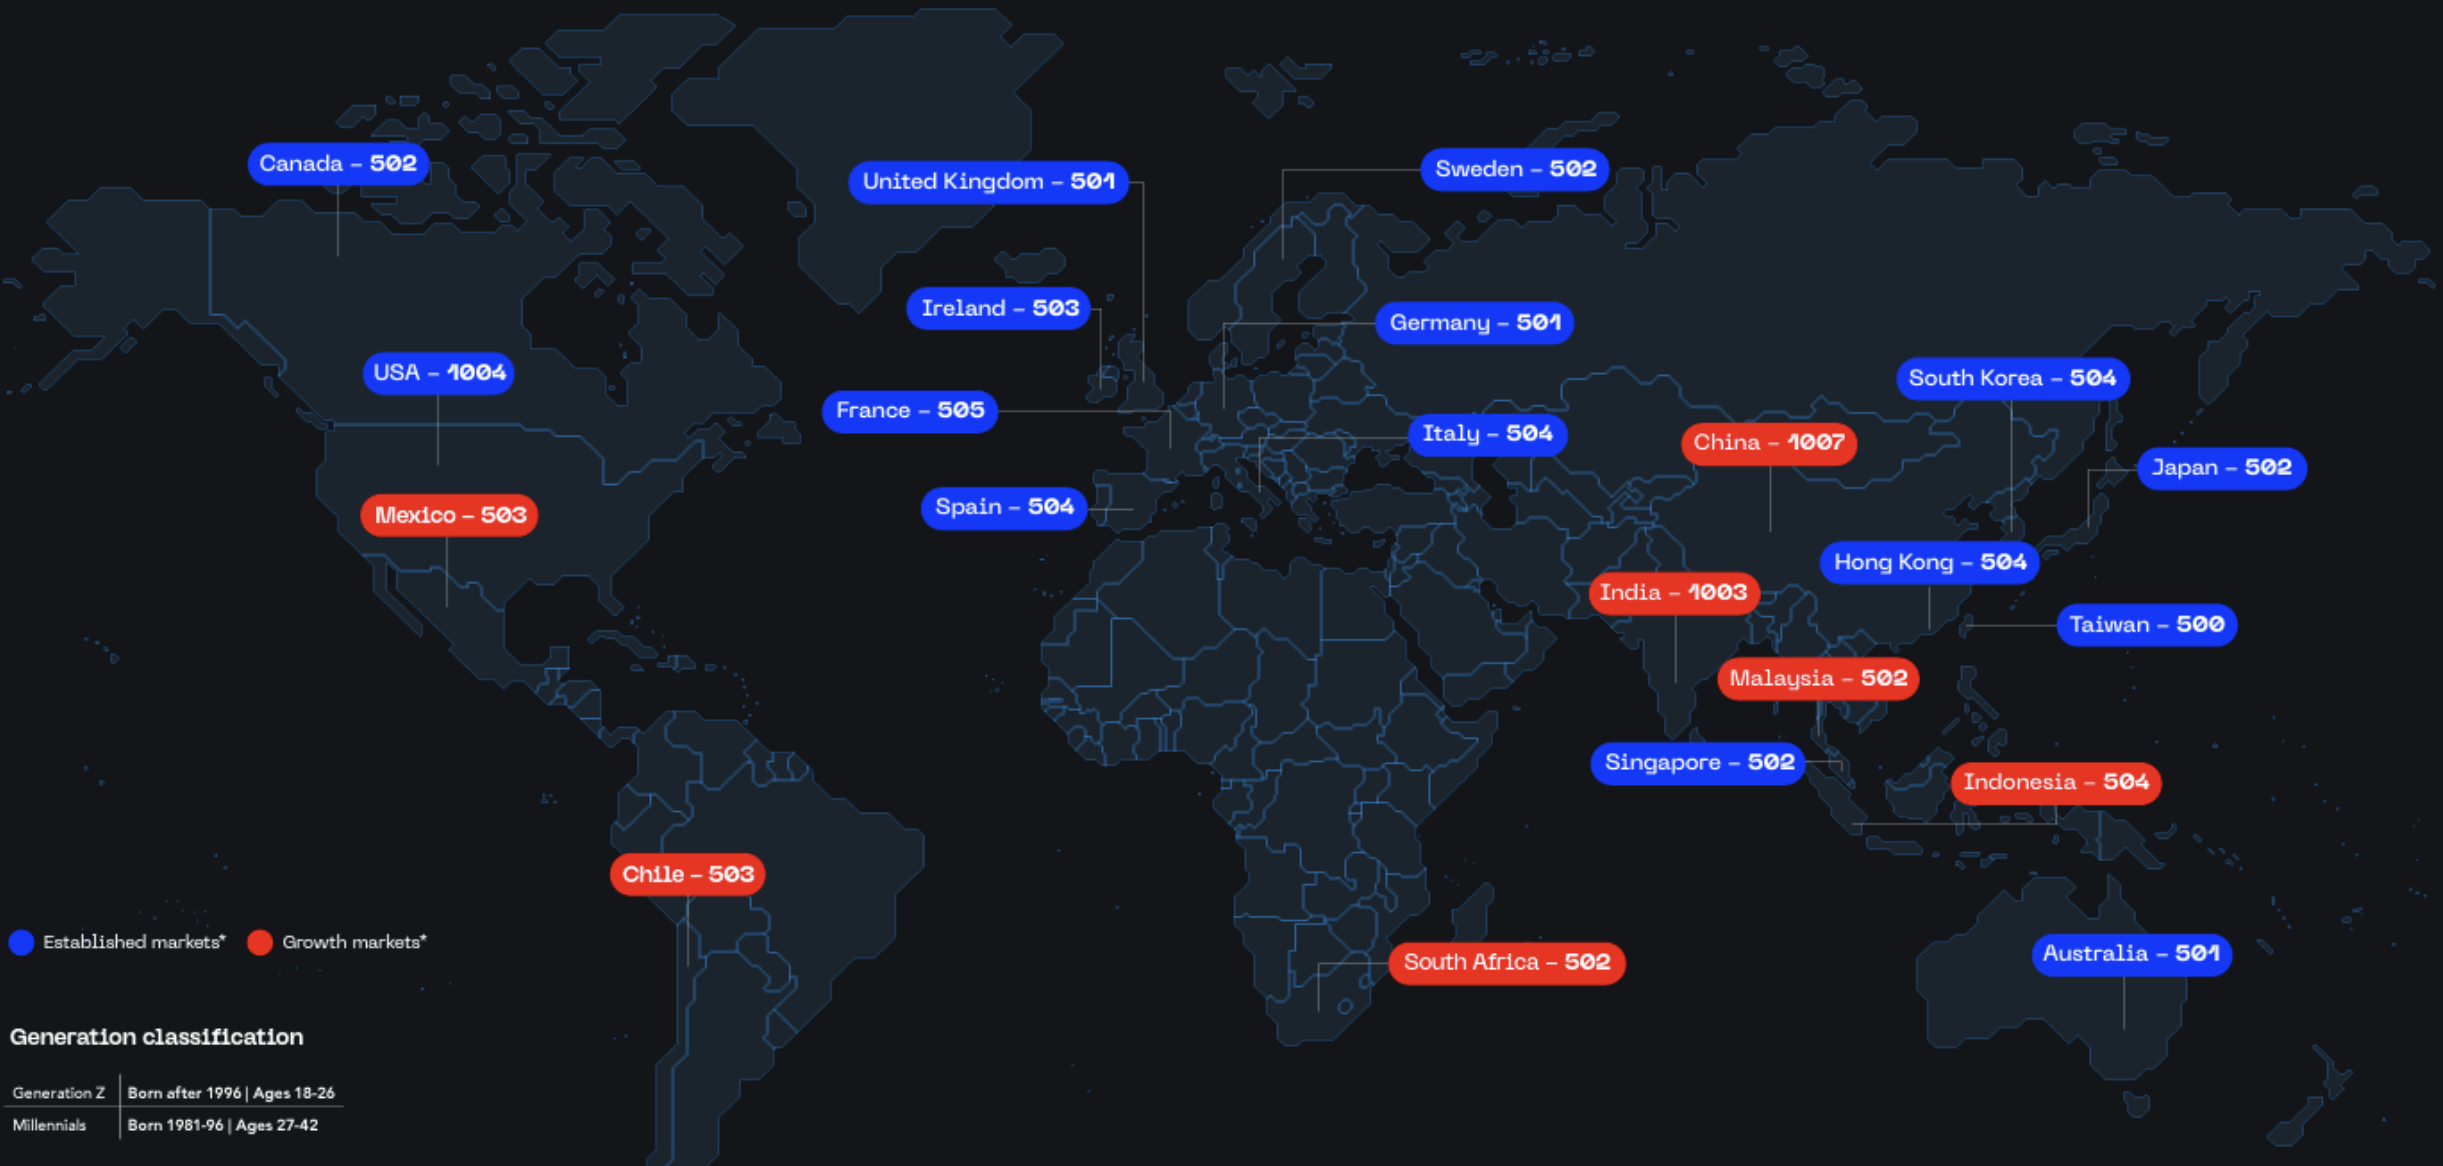 Canada – 502
United Kingdom – 501
Sweden – 502
Ireland – 503
Germany – 501
USA – 1004
South Korea – 504
France – 505
Italy – 504
China – 1007
Japan – 502
Mexico – 503
Spain – 504
Hong Kong – 504
India – 1003
Taiwan – 500
Malaysia – 502
Singapore – 502
Indonesia – 504
Chile – 503
Established markets*
Growth markets*
South Africa – 502
Australia – 501
Generation classification
Generation Z Born after 1996 | Ages 18-26
Millennials Born 1981-96 | Ages 27-42